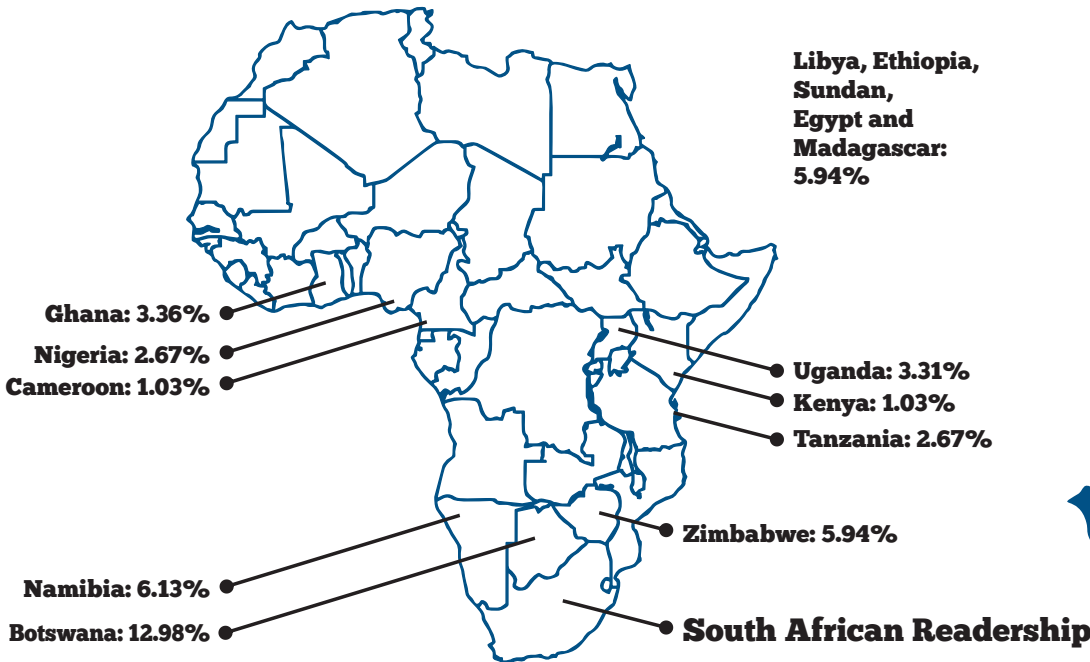 Libya, Ethiopia,
Sundan,
Egypt and
Madagascar:
5.94%
Ghana: 3.36%
Nigeria: 2.67%
Cameroon: 1.03%
Uganda: 3.31%
Kenya: 1.03%
Tanzania: 2.67%
Zimbabwe: 5.94%
Namibia: 6.13%
Botswana: 12.98%
South African Readership